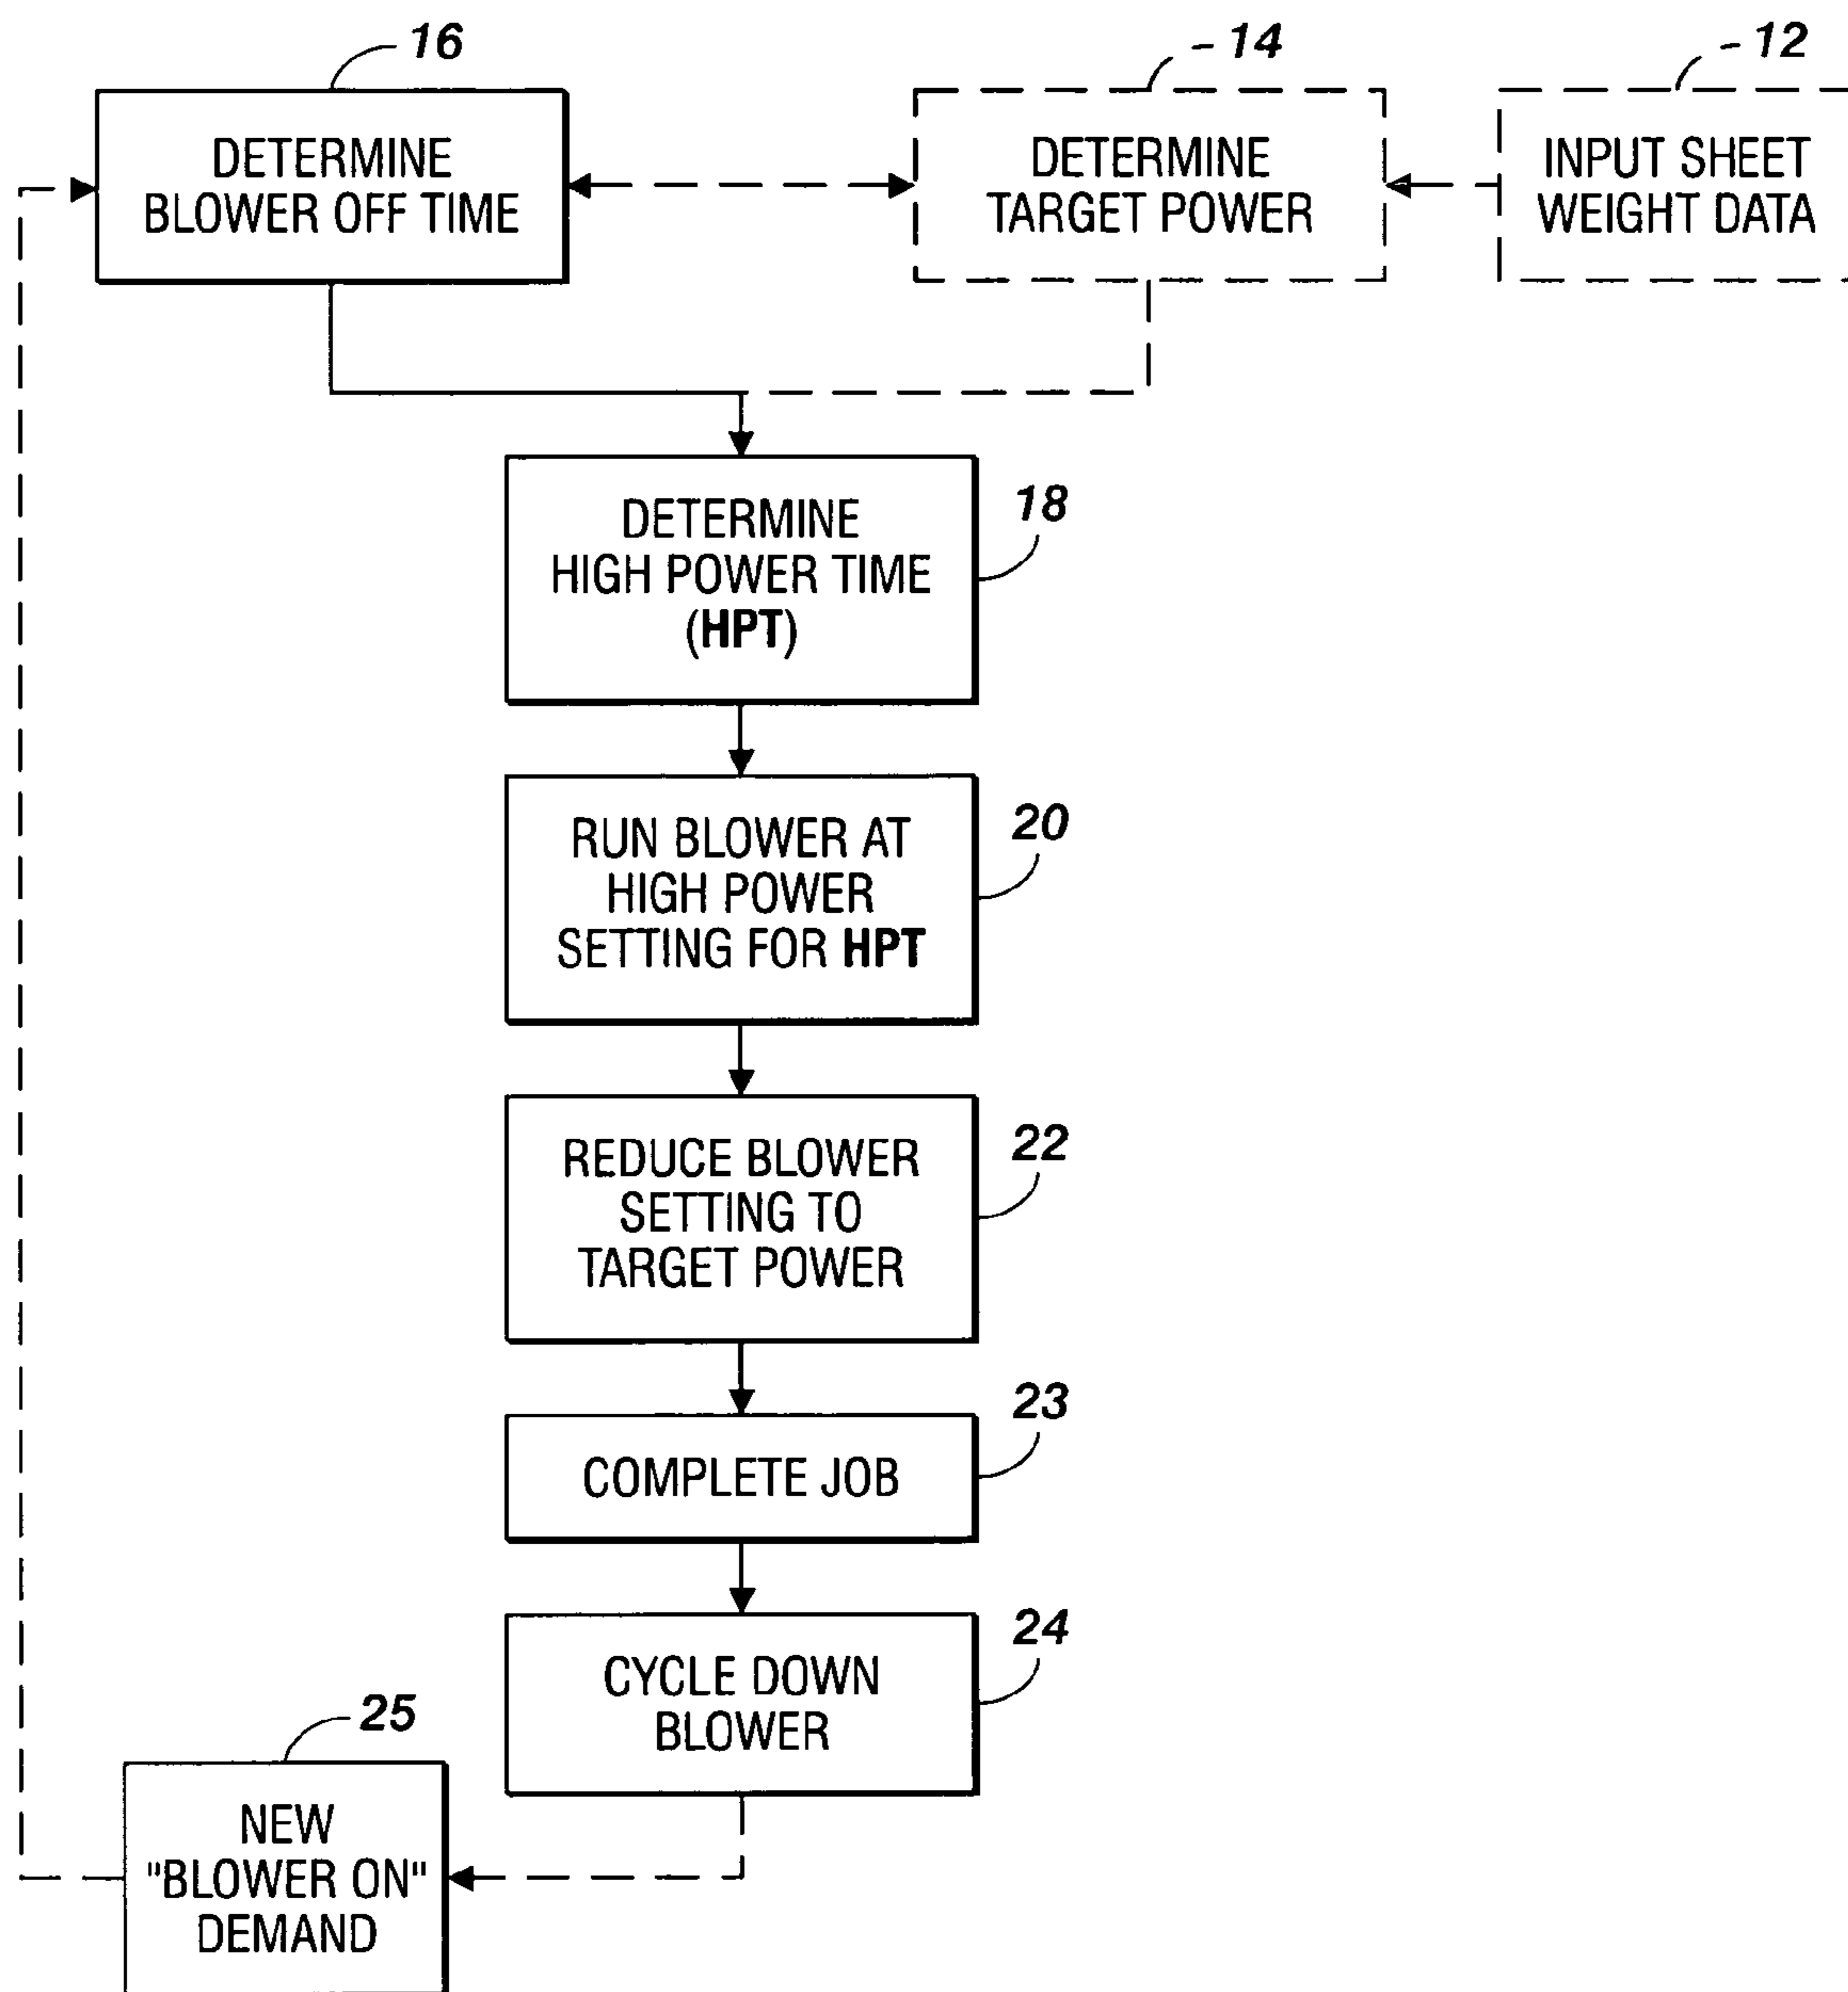 16
14
12
DETERMINE
BLOWER OFF TIME
DETERMINE
TARGET POWER
INPUT SHEET
WEIGHT DATA
18
DETERMINE
HIGH POWER TIME
(HPT)
20
RUN BLOWER AT
HIGH POWER
SETTING FOR HPT
22
REDUCE BLOWER
SETTING TO
TARGET POWER
23
COMPLETE JOB
24
CYCLE DOWN
BLOWER
25
NEW
"BLOWER ON"
DEMAND